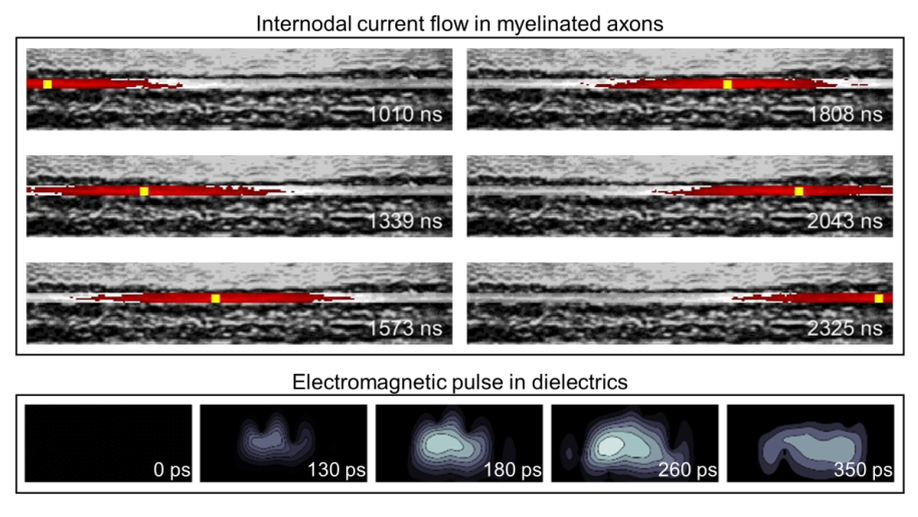 Internodal current flow in myelinated axons
1010 ns
1808 ns
1339 ns
2043 ns
1573 ns
2325 ns
Electromagnetic pulse in dielectrics
0 ps
130 ps
180 ps
260 ps
350 ps